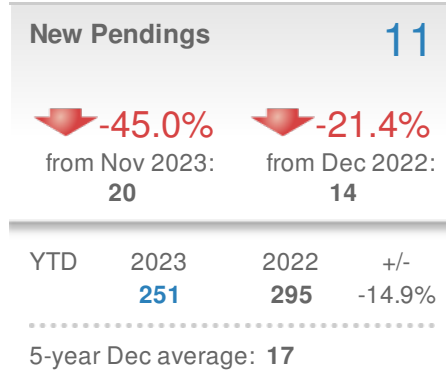 New Pendings 11
-45.0% -21.4%
from Nov 2023: from Dec 2022:
20 14
YTD 2023 2022 +/-
251 295 -14.9%
5-year Dec average: 17